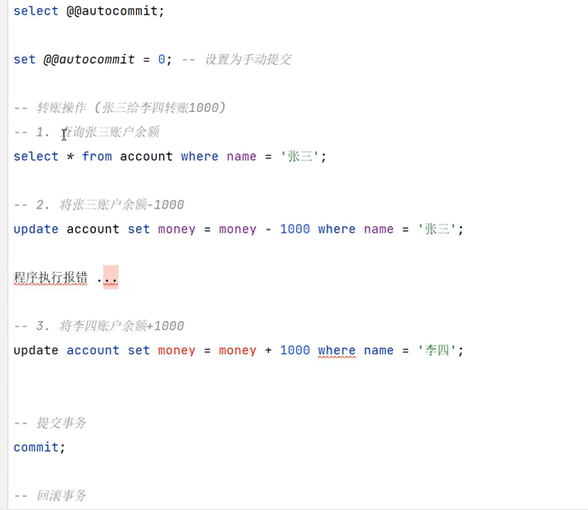 select @@autocommit;
set @@autocommit = 0; -- 设置为手动提交
-- 转账操作 (张三给李四转账1000)
-- 1. 查询张三账户余额
select * from account where name = '张三';
-- 2. 将张三账户余额-1000
update account set money = money - 1000 where name = '张三';
程序执行报错 ...
-- 3. 将李四账户余额+1000
update account set money = money + 1000 where name = '李四';
-- 提交事务
commit;
-- 回滚事务